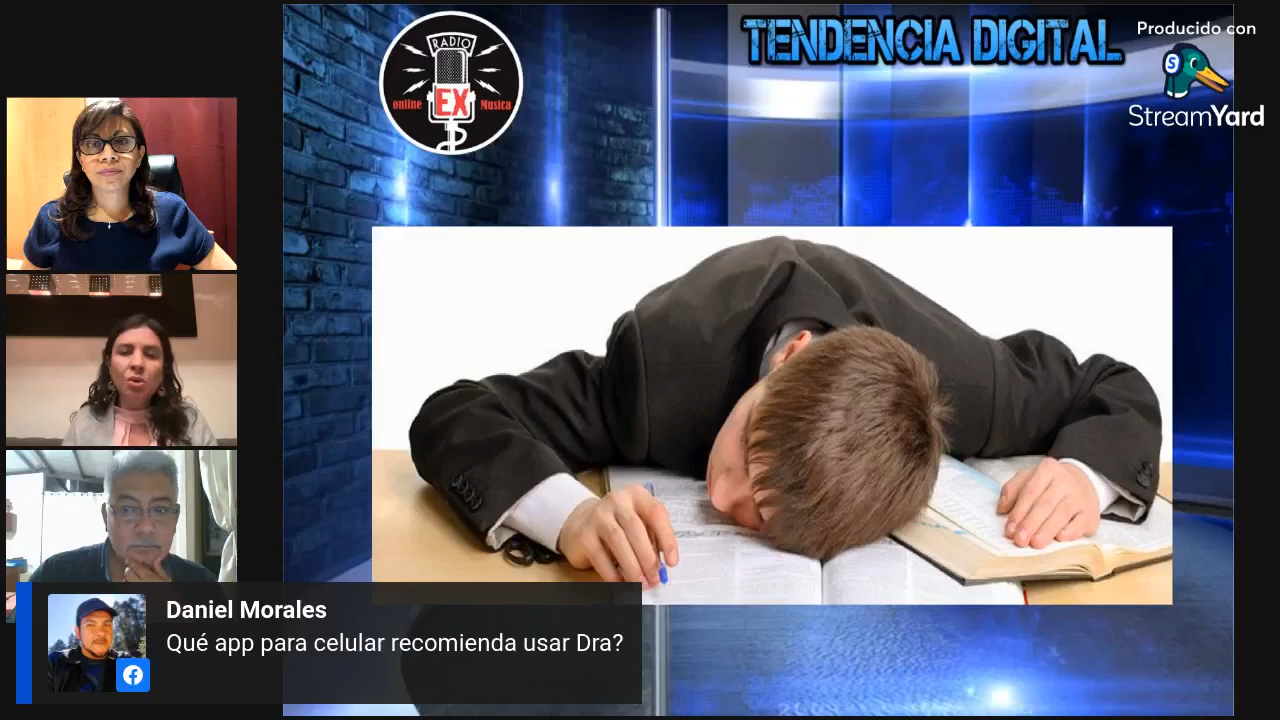 RADIO
online EX Musica
TENDENCIA DIGITAL
Producido con
S
StreamYard
Daniel Morales
Qué app para celular recomienda usar Dra?